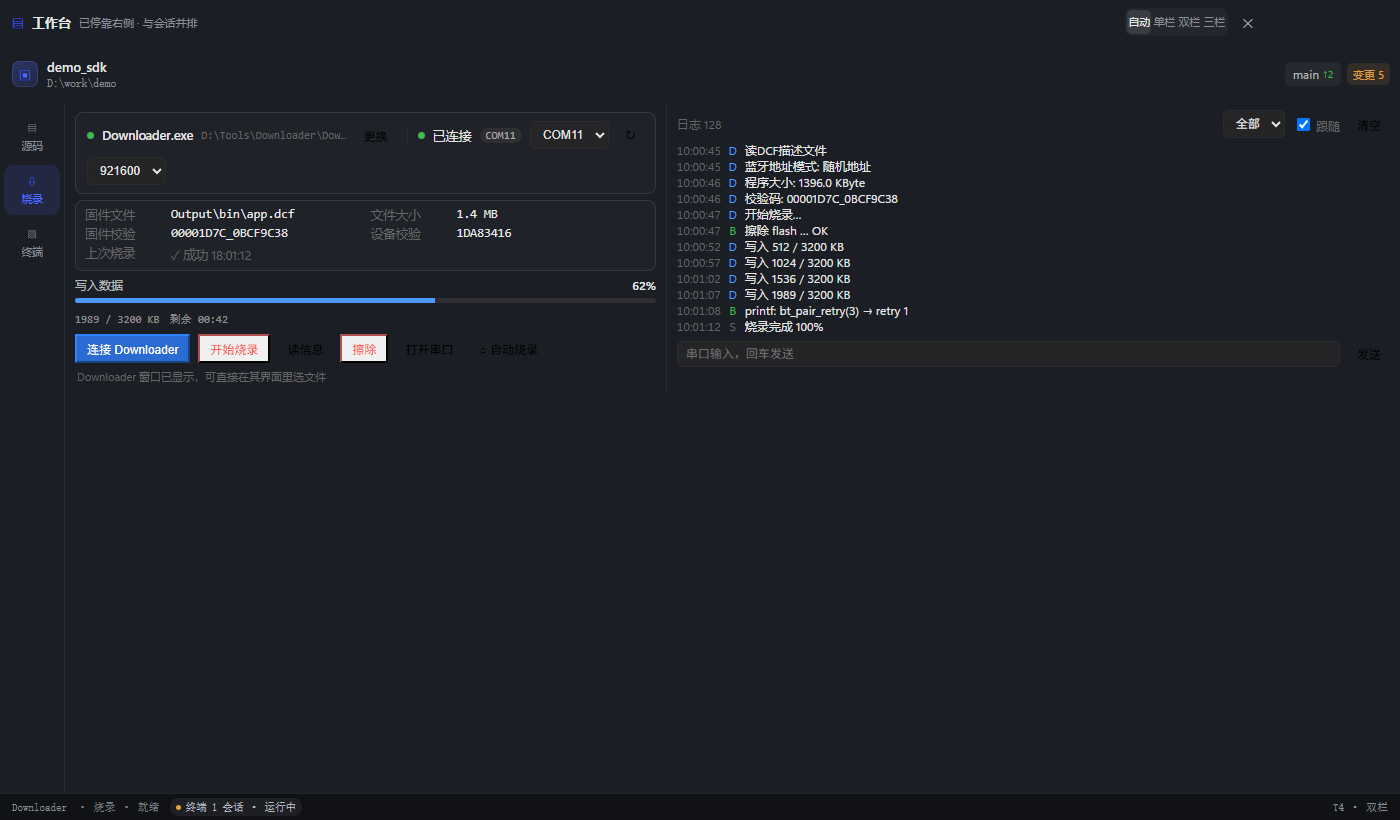 工作台 已停靠右侧 · 与会话并排 自动 单栏 双栏 三栏 ×
demo_sdk
D:\work\demo
main ↑2 变更 5
源码
烧录
终端
Downloader.exe D:\Tools\Downloader\Dow… 更换 已连接 COM11 COM11 ↻
921600
固件文件 Output\bin\app.dcf 文件大小 1.4 MB
固件校验 00001D7C_0BCF9C38 设备校验 1DA83416
上次烧录 ✓ 成功 18:01:12
写入数据 62%
1989 / 3200 KB 剩余 00:42
连接 Downloader 开始烧录 读信息 擦除 打开串口 ○ 自动烧录
Downloader 窗口已显示，可直接在其界面里选文件
日志 128 全部 跟随 清空
10:00:45 D 读DCF描述文件
10:00:45 D 蓝牙地址模式: 随机地址
10:00:46 D 程序大小: 1396.0 KByte
10:00:46 D 校验码: 00001D7C_0BCF9C38
10:00:47 D 开始烧录...
10:00:47 B 擦除 flash ... OK
10:00:52 D 写入 512 / 3200 KB
10:00:57 D 写入 1024 / 3200 KB
10:01:02 D 写入 1536 / 3200 KB
10:01:07 D 写入 1989 / 3200 KB
10:01:08 B printf: bt_pair_retry(3) → retry 1
10:01:12 S 烧录完成 100%
串口输入，回车发送 发送
Downloader · 烧录 · 就绪 终端 1 会话 · 运行中 T4 · 双栏